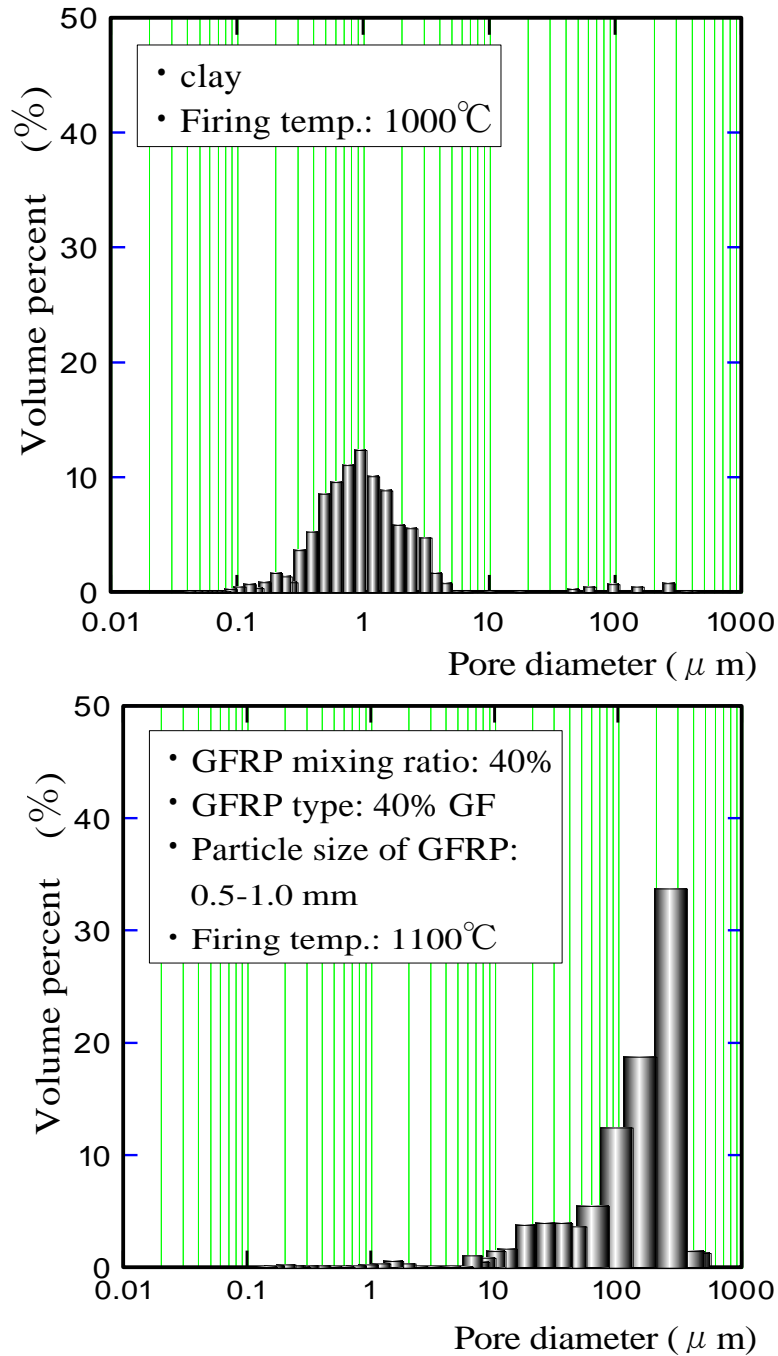 50
40
30
20
10
0
Volume percent (%)
・clay
・Firing temp.: 1000℃
0.01 0.1 1 10 100 1000
Pore diameter ( μ m)
50
40
30
20
10
0
Volume percent (%)
・GFRP mixing ratio: 40%
・GFRP type: 40% GF
・Particle size of GFRP:
0.5-1.0 mm
・Firing temp.: 1100℃
0.01 0.1 1 10 100 1000
Pore diameter ( μ m)